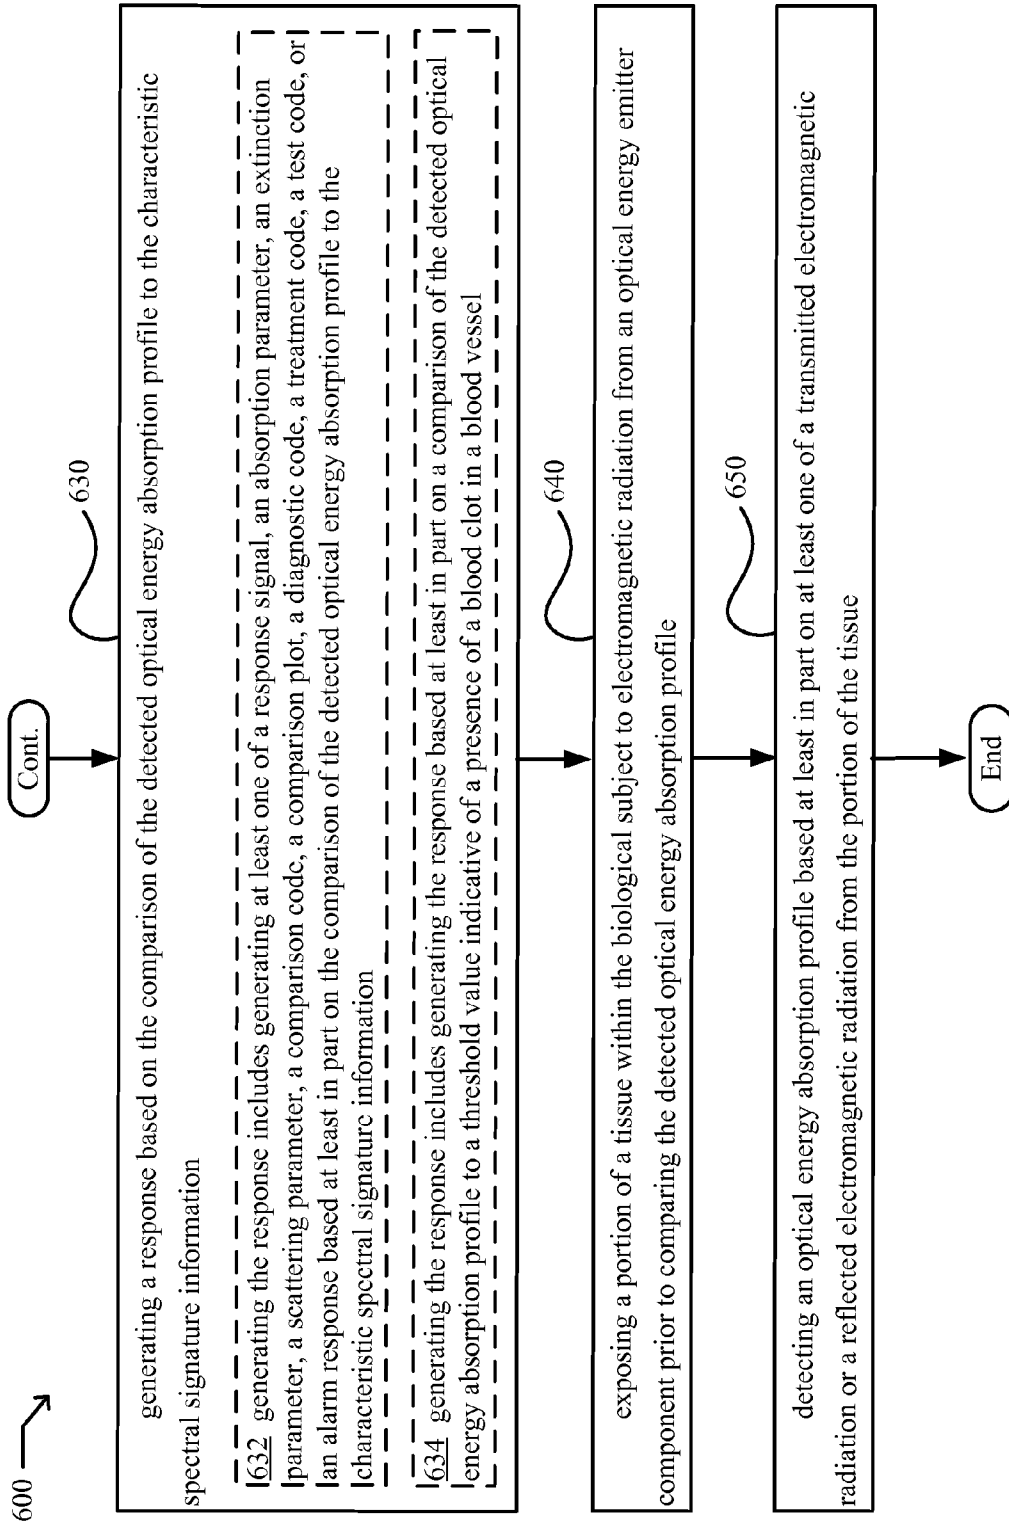 600
Cont.
630
generating a response based on the comparison of the detected optical energy absorption profile to the characteristic
spectral signature information
632 generating the response includes generating at least one of a response signal, an absorption parameter, an extinction
parameter, a scattering parameter, a comparison code, a comparison plot, a diagnostic code, a treatment code, a test code, or
an alarm response based at least in part on the comparison of the detected optical energy absorption profile to the
characteristic spectral signature information
634 generating the response includes generating the response based at least in part on a comparison of the detected optical
energy absorption profile to a threshold value indicative of a presence of a blood clot in a blood vessel
640
exposing a portion of a tissue within the biological subject to electromagnetic radiation from an optical energy emitter
component prior to comparing the detected optical energy absorption profile
650
detecting an optical energy absorption profile based at least in part on at least one of a transmitted electromagnetic
radiation or a reflected electromagnetic radiation from the portion of the tissue
End